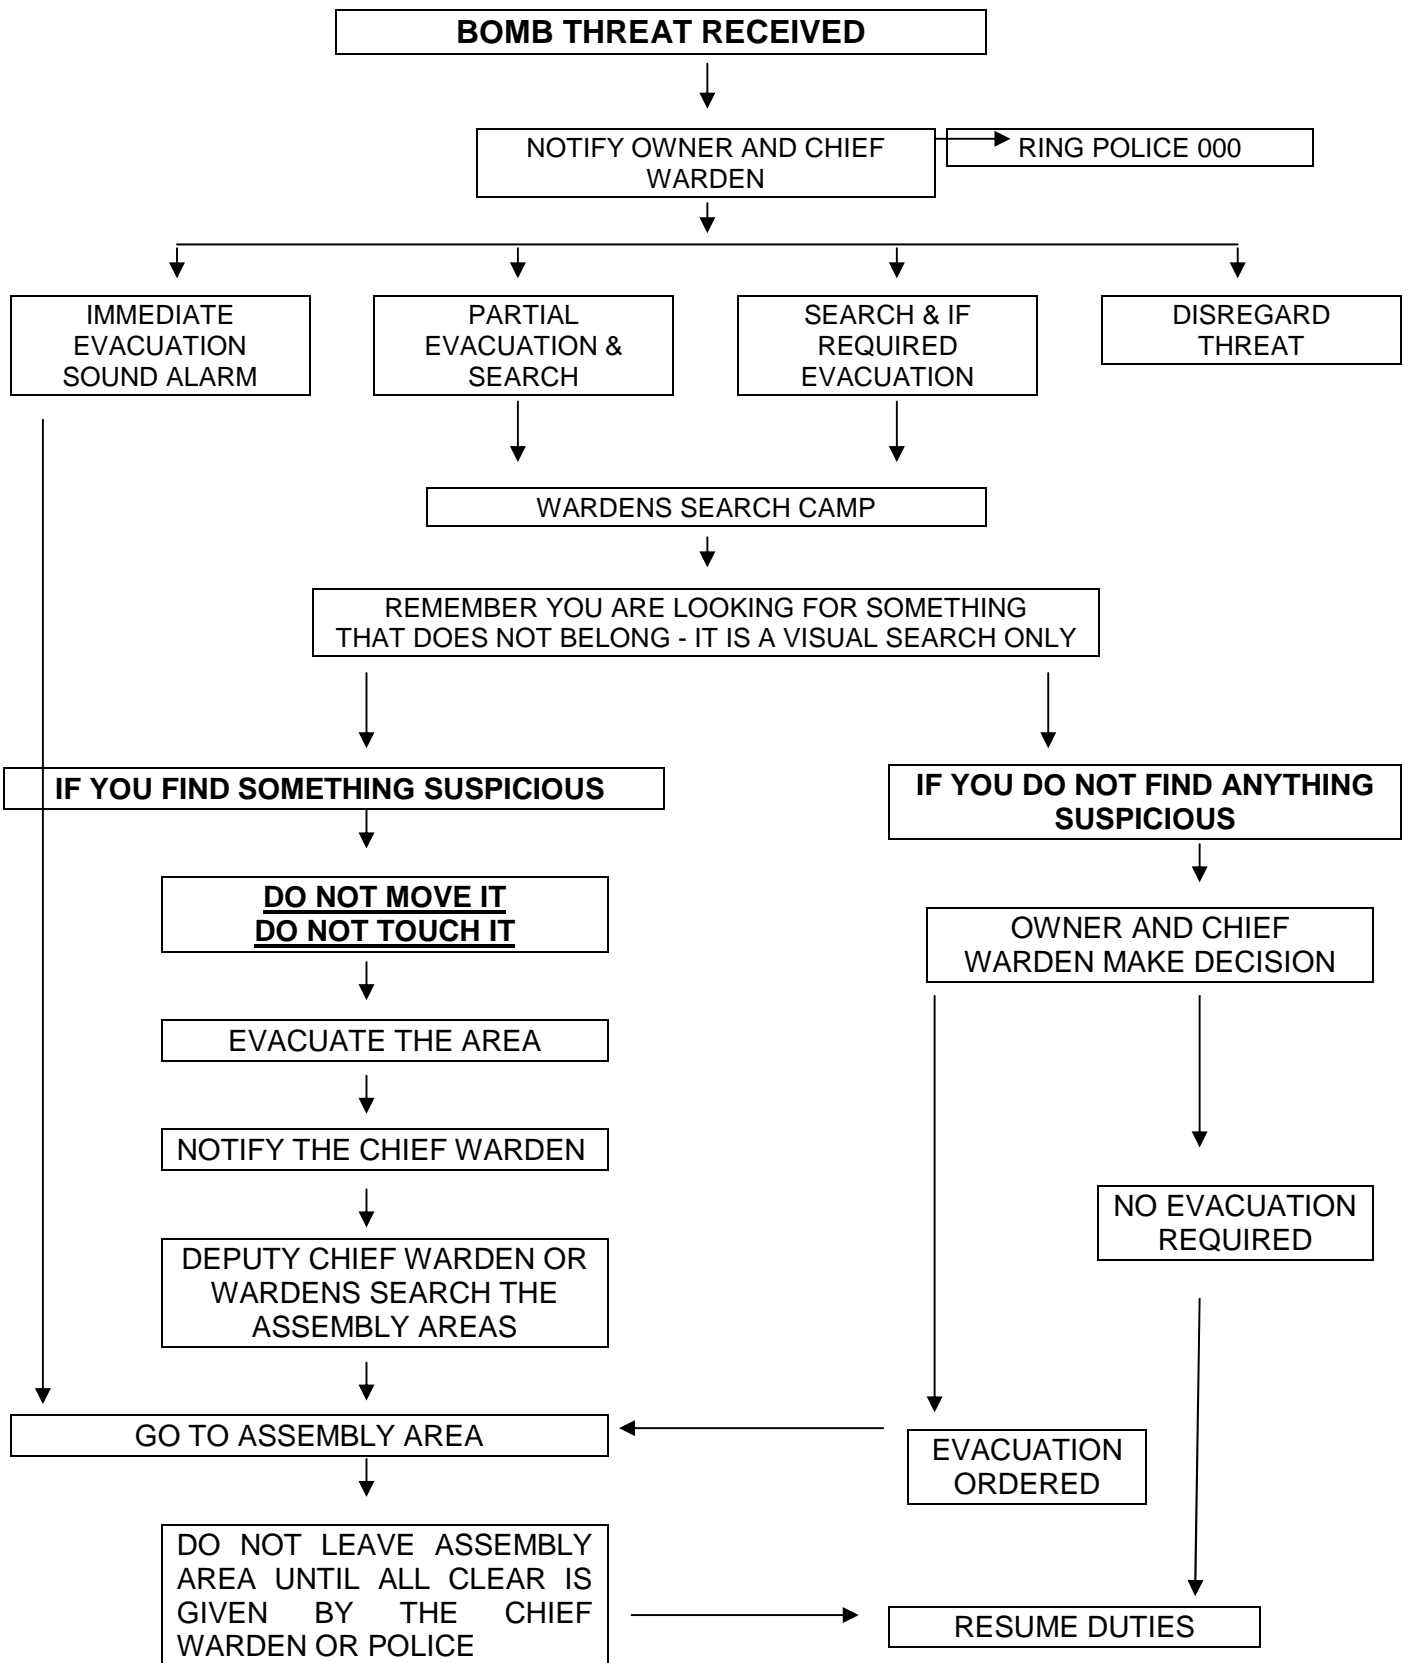 BOMB THREAT RECEIVED
NOTIFY OWNER AND CHIEF
WARDEN
RING POLICE 000
IMMEDIATE
EVACUATION
SOUND ALARM
PARTIAL
EVACUATION &
SEARCH
SEARCH & IF
REQUIRED
EVACUATION
DISREGARD
THREAT
WARDENS SEARCH CAMP
REMEMBER YOU ARE LOOKING FOR SOMETHING
THAT DOES NOT BELONG - IT IS A VISUAL SEARCH ONLY
IF YOU FIND SOMETHING SUSPICIOUS
IF YOU DO NOT FIND ANYTHING
SUSPICIOUS
DO NOT MOVE IT
DO NOT TOUCH IT
OWNER AND CHIEF
WARDEN MAKE DECISION
EVACUATE THE AREA
NOTIFY THE CHIEF WARDEN
NO EVACUATION
REQUIRED
DEPUTY CHIEF WARDEN OR
WARDENS SEARCH THE
ASSEMBLY AREAS
GO TO ASSEMBLY AREA
EVACUATION
ORDERED
DO NOT LEAVE ASSEMBLY
AREA UNTIL ALL CLEAR IS
GIVEN BY THE CHIEF
WARDEN OR POLICE
RESUME DUTIES